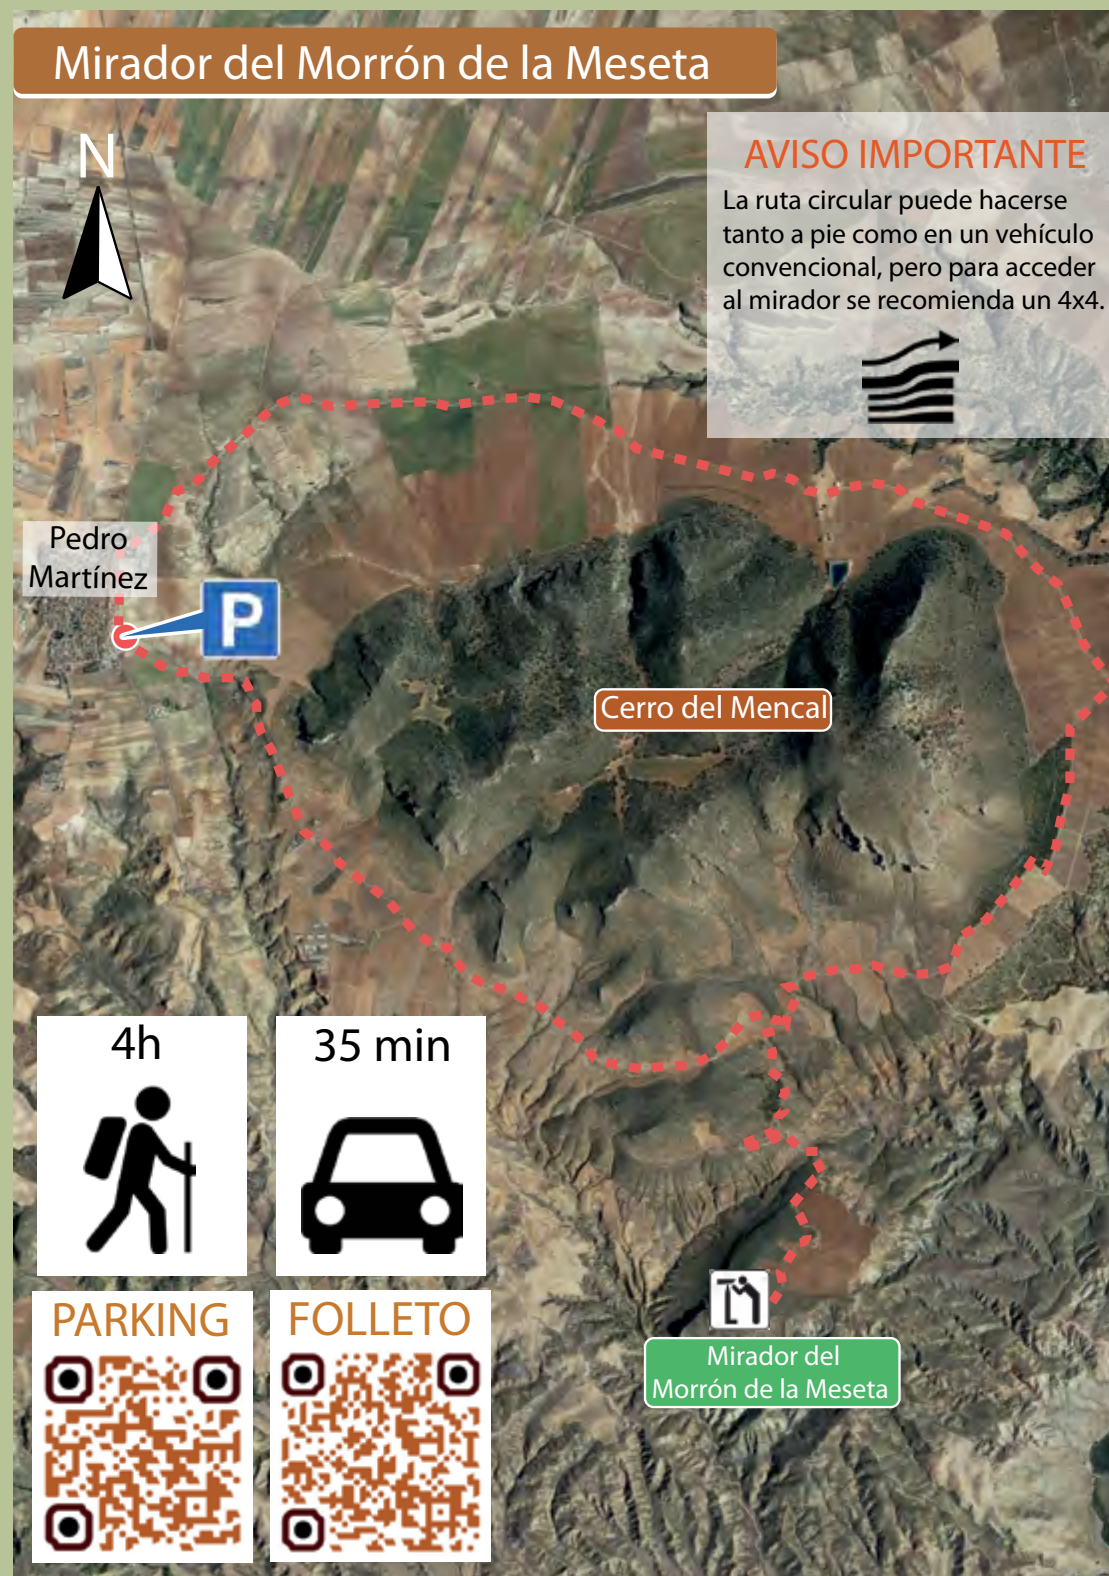 Mirador del Morrón de la Meseta
N
AVISO IMPORTANTE
La ruta circular puede hacerse
tanto a pie como en un vehículo
convencional, pero para acceder
al mirador se recomienda un 4x4.
Pedro
Martínez
P
Cerro del Mencal
4h
35 min
PARKING
FOLLETO
Mirador del
Morrón de la Meseta